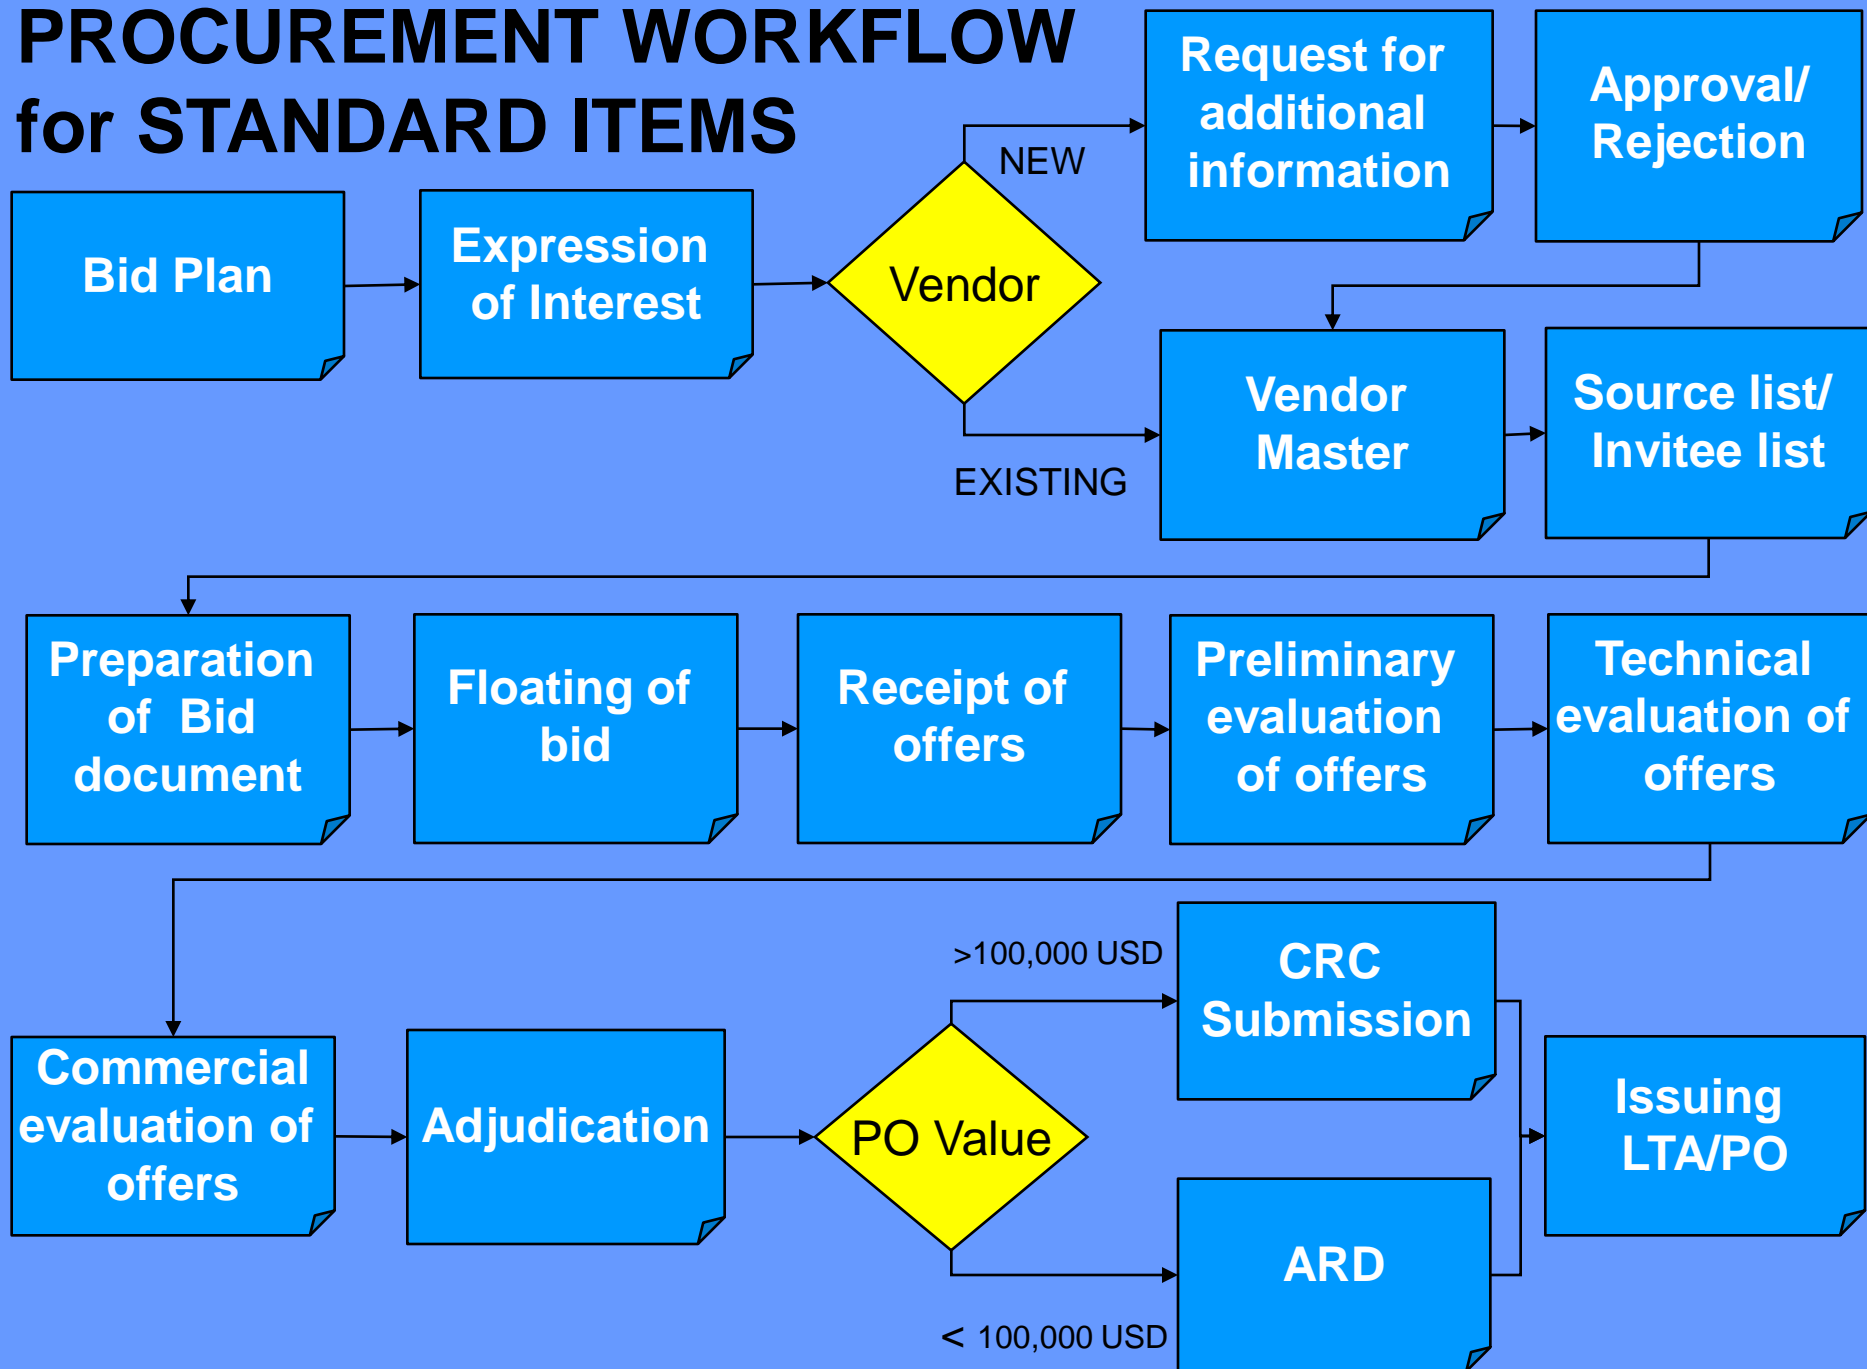 PROCUREMENT WORKFLOW
for STANDARD ITEMS
Bid Plan
Expression
of Interest
Vendor
NEW
Request for
additional
information
Approval/
Rejection
EXISTING
Vendor
Master
Source list/
Invitee list
Preparation
of Bid
document
Floating of
bid
Receipt of
offers
Preliminary
evaluation
of offers
Technical
evaluation of
offers
Commercial
evaluation of
offers
Adjudication
PO Value
>100,000 USD
CRC
Submission
< 100,000 USD
ARD
Issuing
LTA/PO